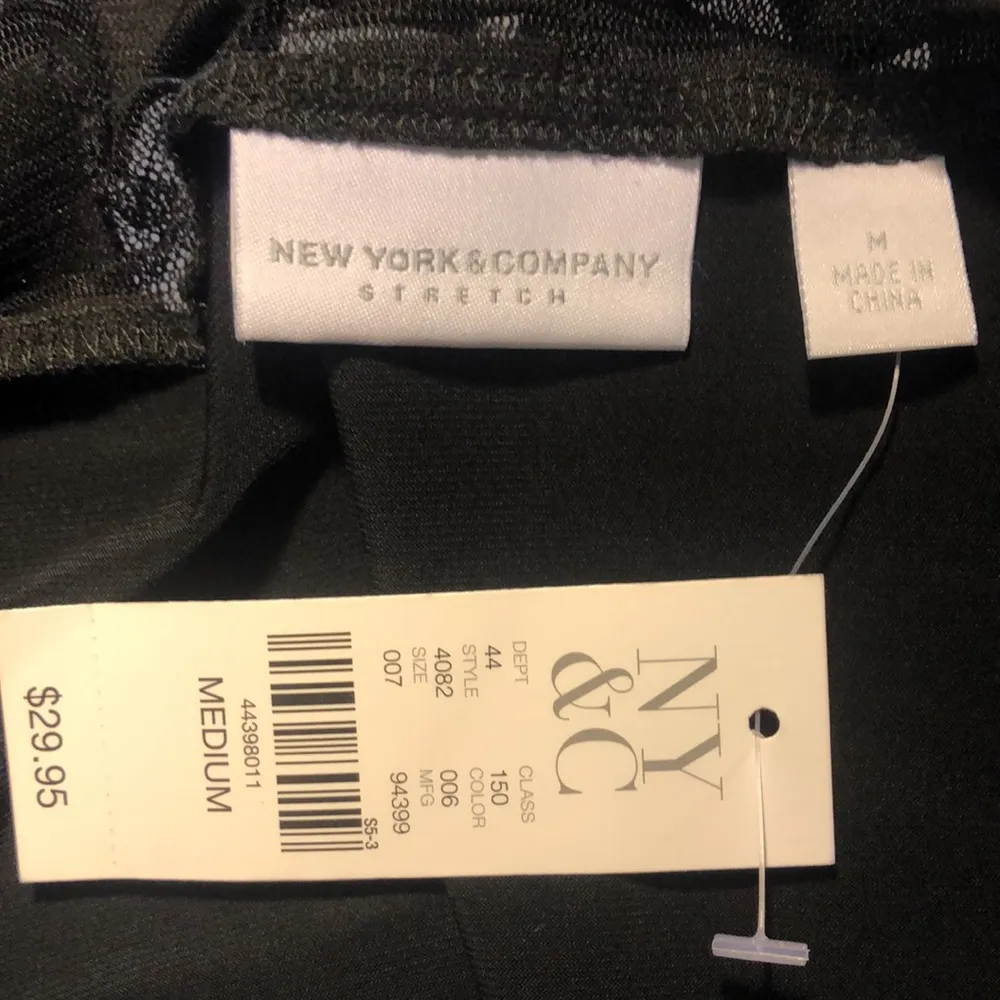 NEW YORK & COMPANY
STRETCH
M
MADE IN
CHINA
NY
&C
DEPT CLASS
44 150
STYLE COLOR
4082 006
SIZE MFG
007 94399
S5-3
44398011
MEDIUM
$29.95